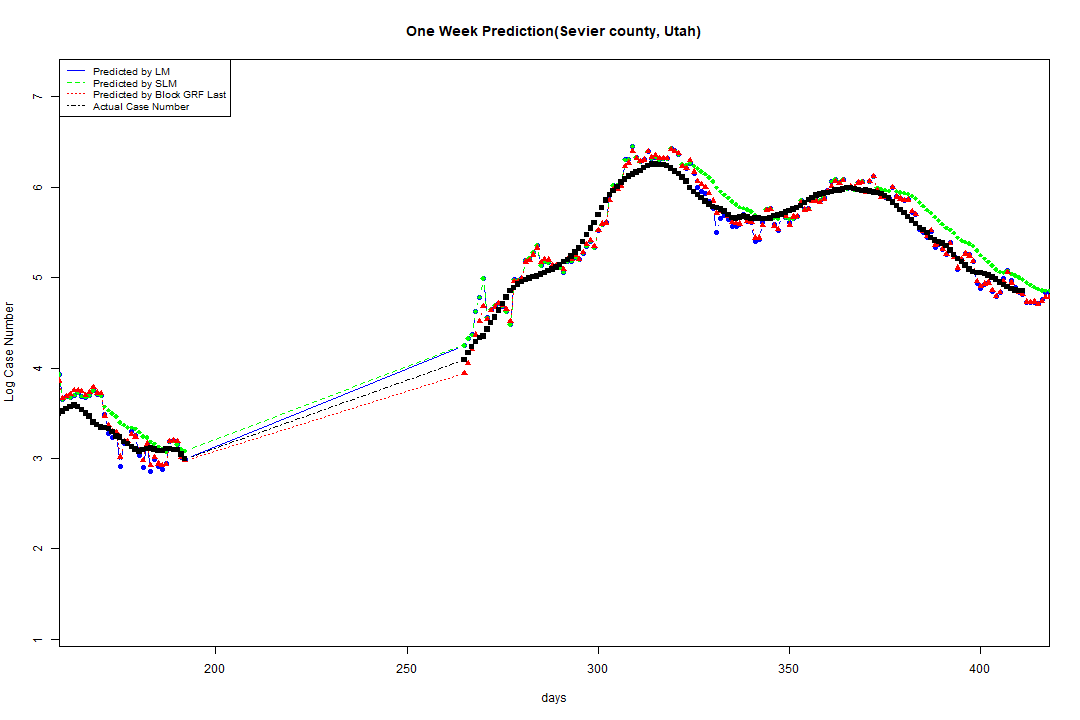 One Week Prediction(Sevier county, Utah)
Predicted by LM
Predicted by SLM
Predicted by Block GRF Last
Actual Case Number
7
6
5
4
3
2
1
Log Case Number
200 250 300 350 400
days